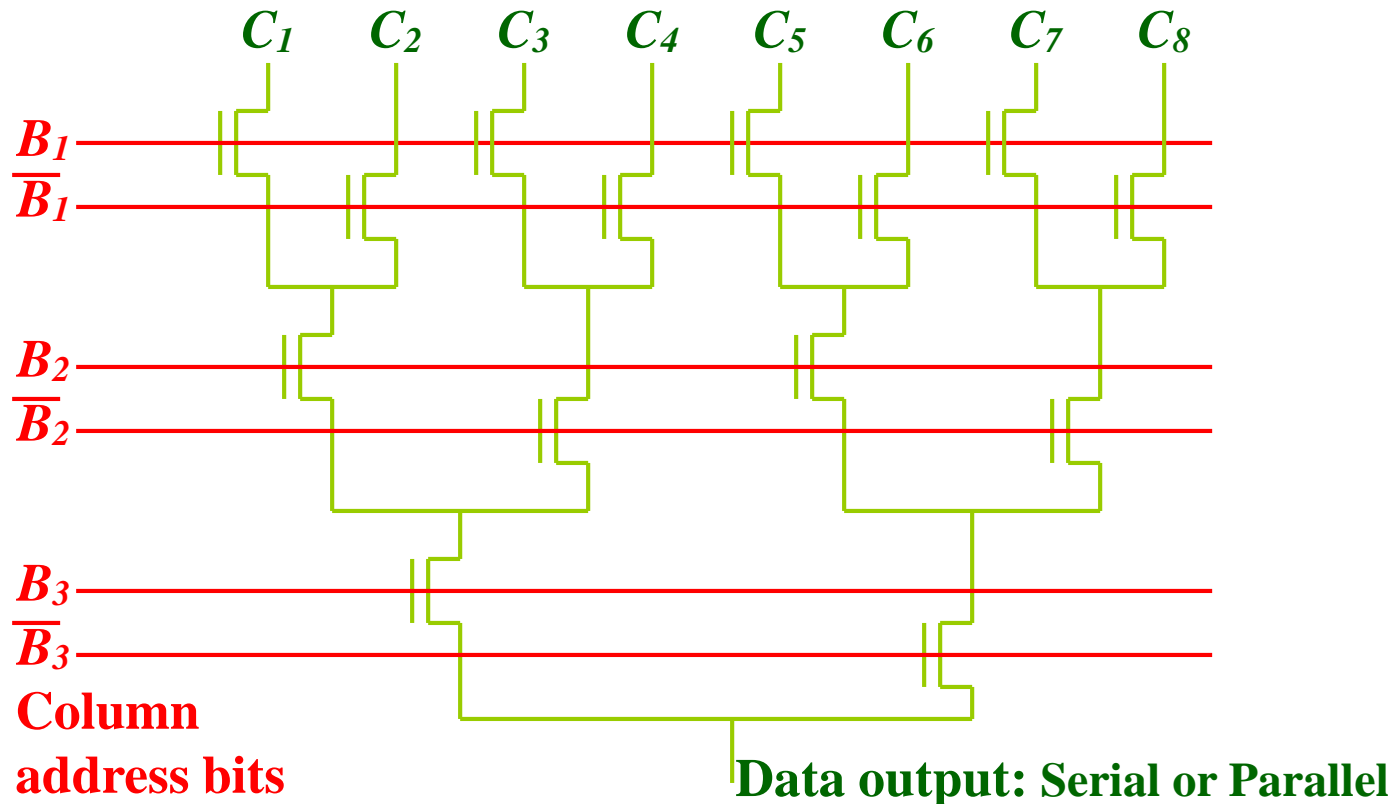 C₁ C₂ C₃ C₄ C₅ C₆ C₇ C₈
B₁
B̅₁
B₂
B̅₂
B₃
B̅₃
Column
address bits
Data output: Serial or Parallel